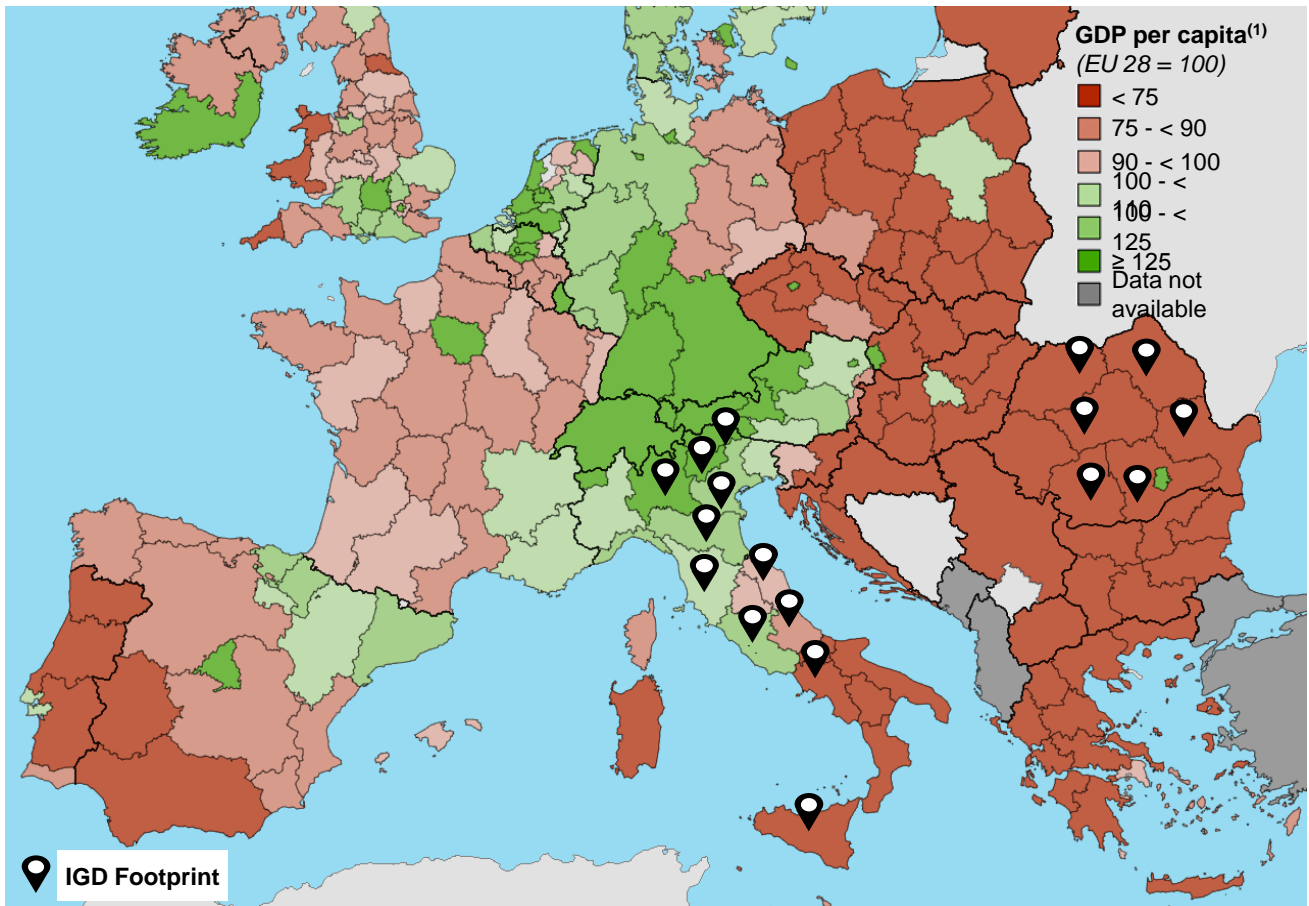 GDP per capita(1)
(EU 28 = 100)
< 75
75 - < 90
90 - < 100
100 - <
110
100 - <
125
≥ 125
Data not
available
IGD Footprint